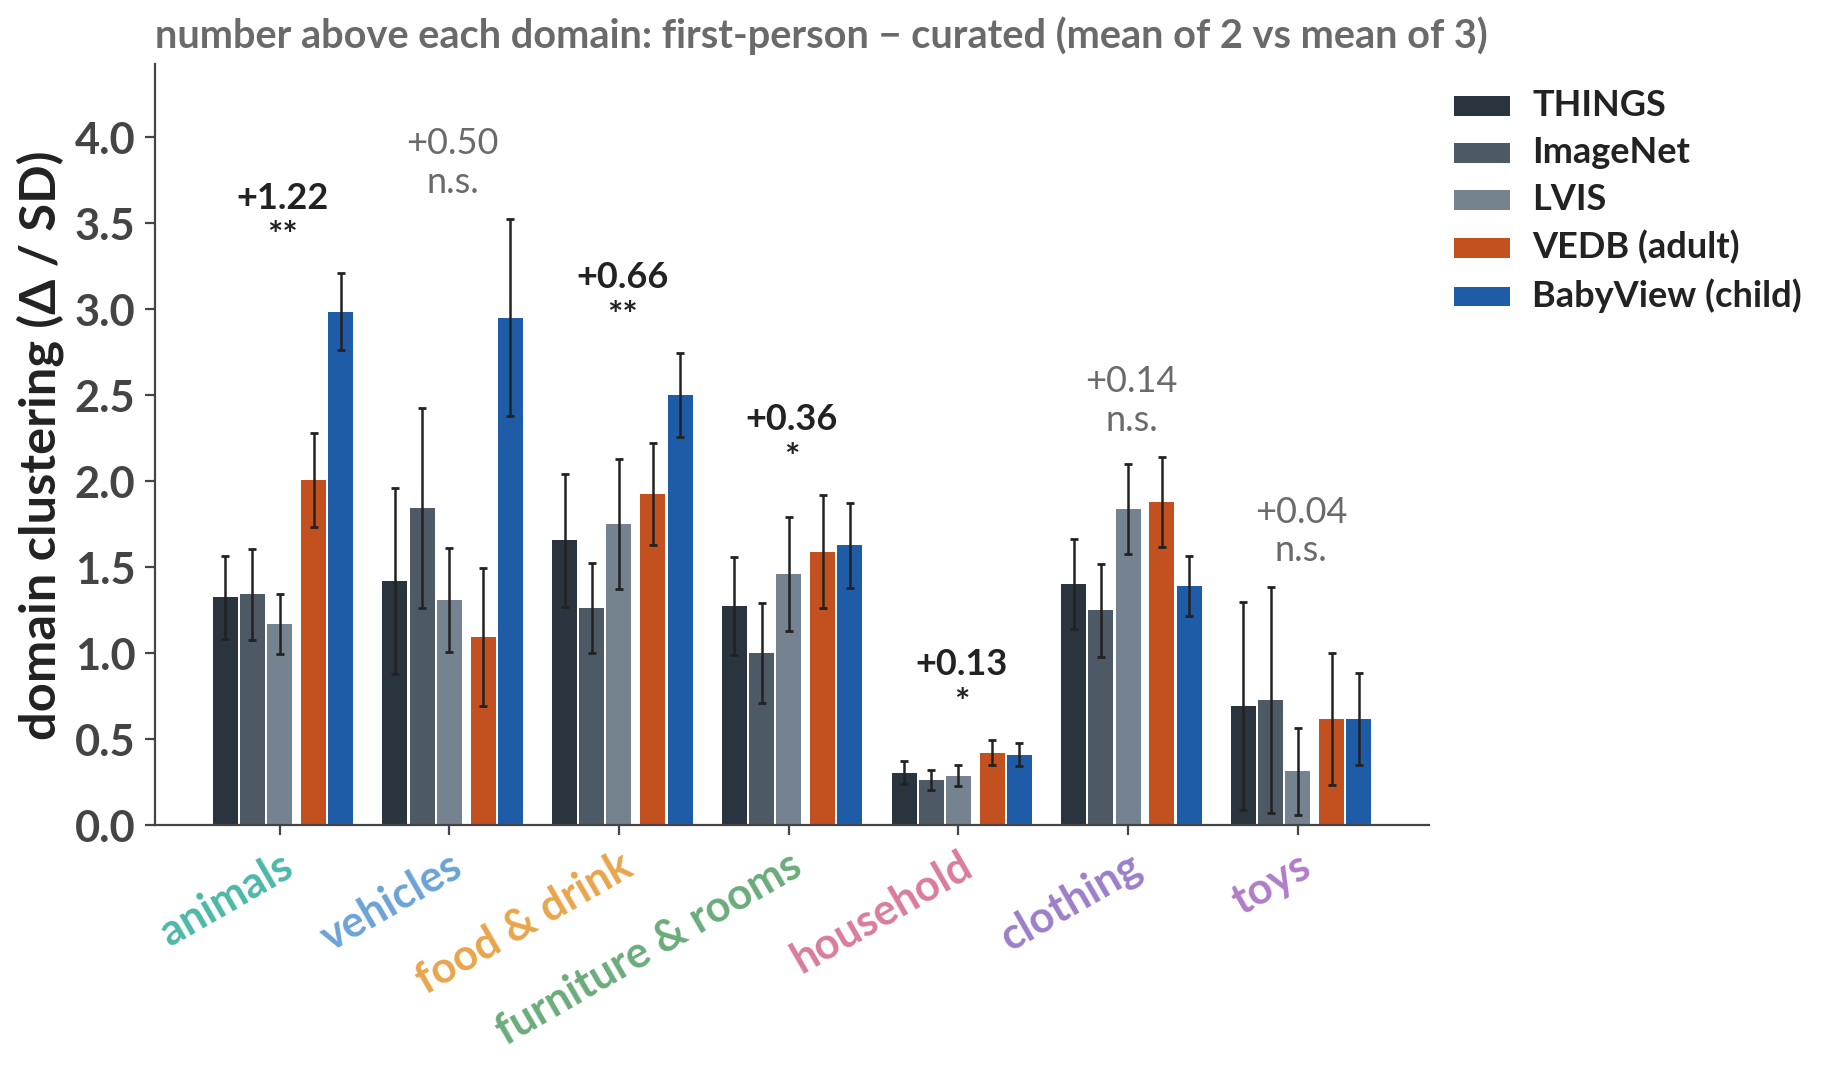 number above each domain: first-person − curated (mean of 2 vs mean of 3)
domain clustering (Δ / SD)
4.0
3.5
3.0
2.5
2.0
1.5
1.0
0.5
0.0
+1.22
**
+0.50
n.s.
+0.66
**
+0.36
*
+0.13
*
+0.14
n.s.
+0.04
n.s.
animals
vehicles
food & drink
furniture & rooms
household
clothing
toys
THINGS
ImageNet
LVIS
VEDB (adult)
BabyView (child)